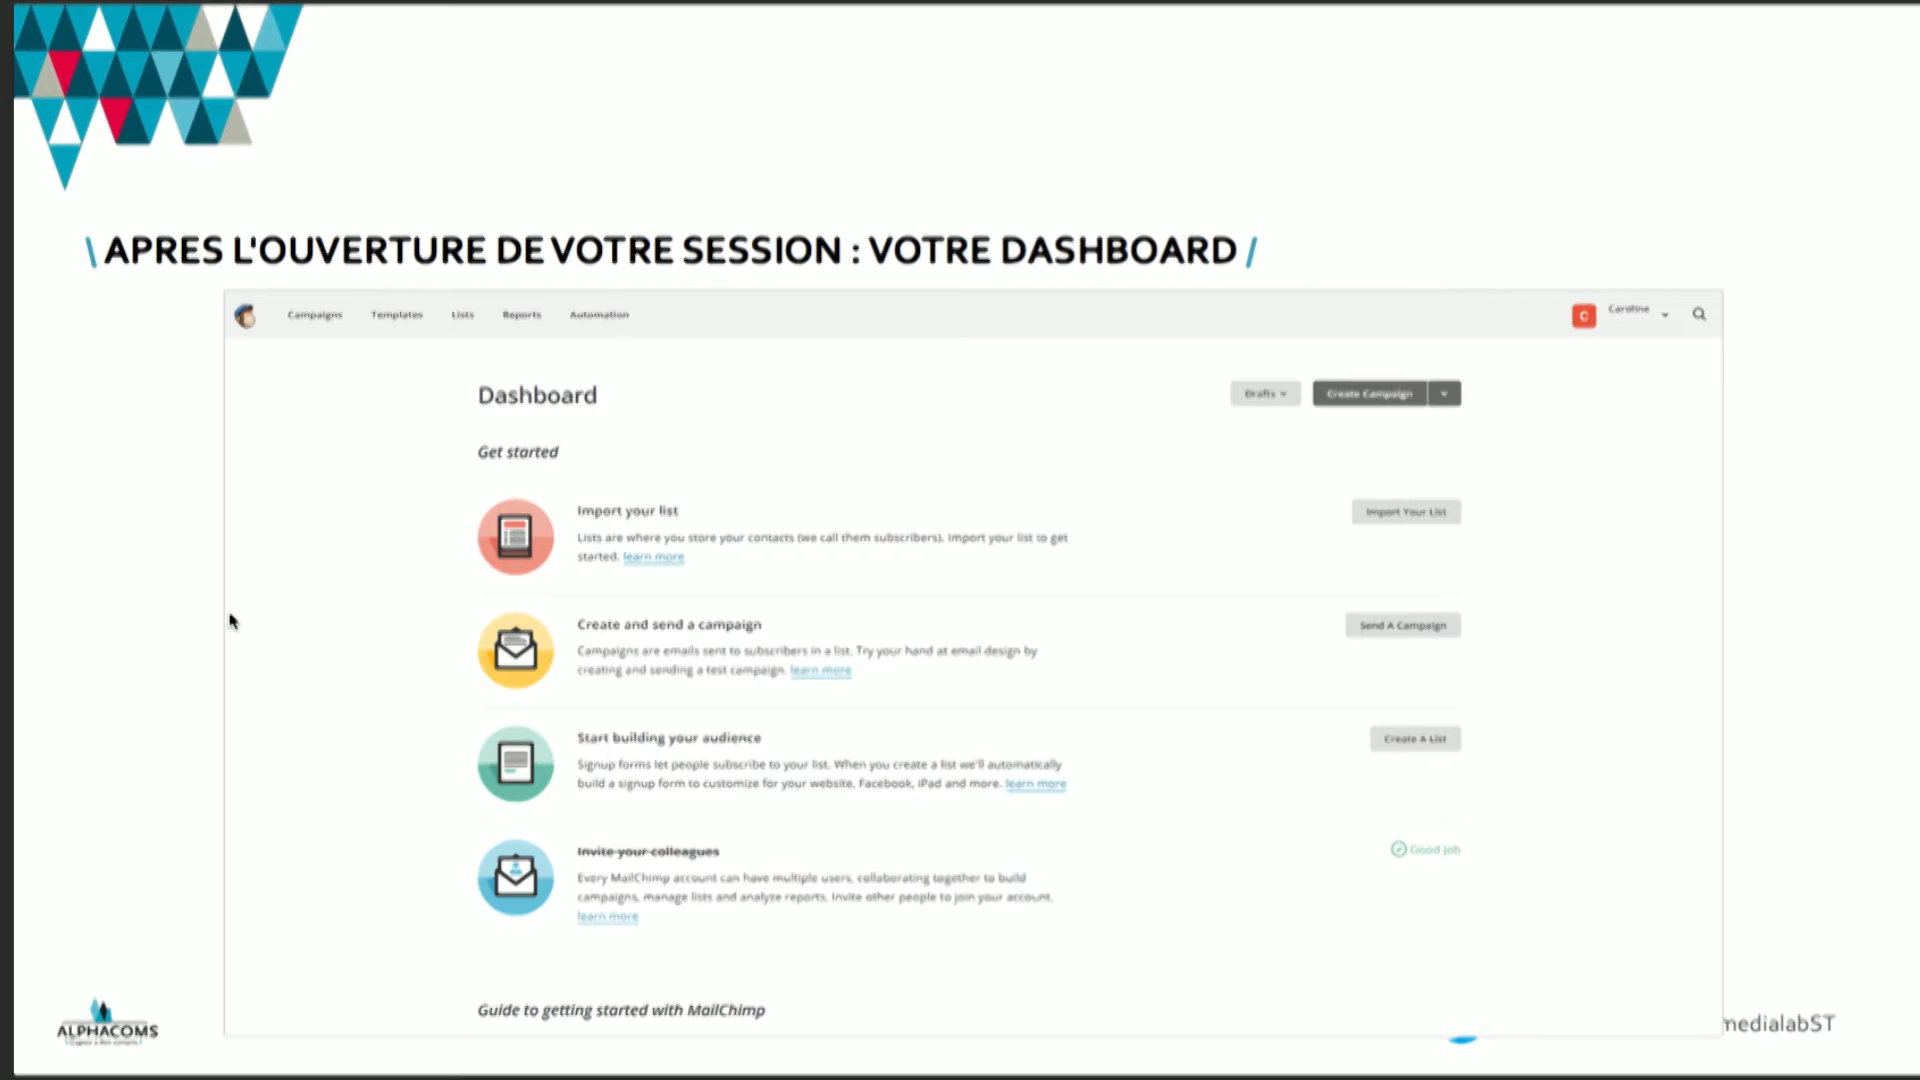 \ APRES L'OUVERTURE DE VOTRE SESSION : VOTRE DASHBOARD /
Campaigns Templates Lists Reports Automation C Caroline
Dashboard Drafts Create Campaign
Get started
Import your list Import Your List
Lists are where you store your contacts (we call them subscribers). Import your list to get
started. learn more
Create and send a campaign Send A Campaign
Campaigns are emails sent to subscribers in a list. Try your hand at email design by
creating and sending a test campaign. learn more
Start building your audience Create A List
Signup forms let people subscribe to your list. When you create a list we'll automatically
build a signup form to customize for your website, Facebook, iPad and more. learn more
Invite your colleagues Good Job
Every MailChimp account can have multiple users, collaborating together to build
campaigns, manage lists and analyze reports. Invite other people to join your account.
learn more
Guide to getting started with MailChimp
ALPHACOMS
medialabST